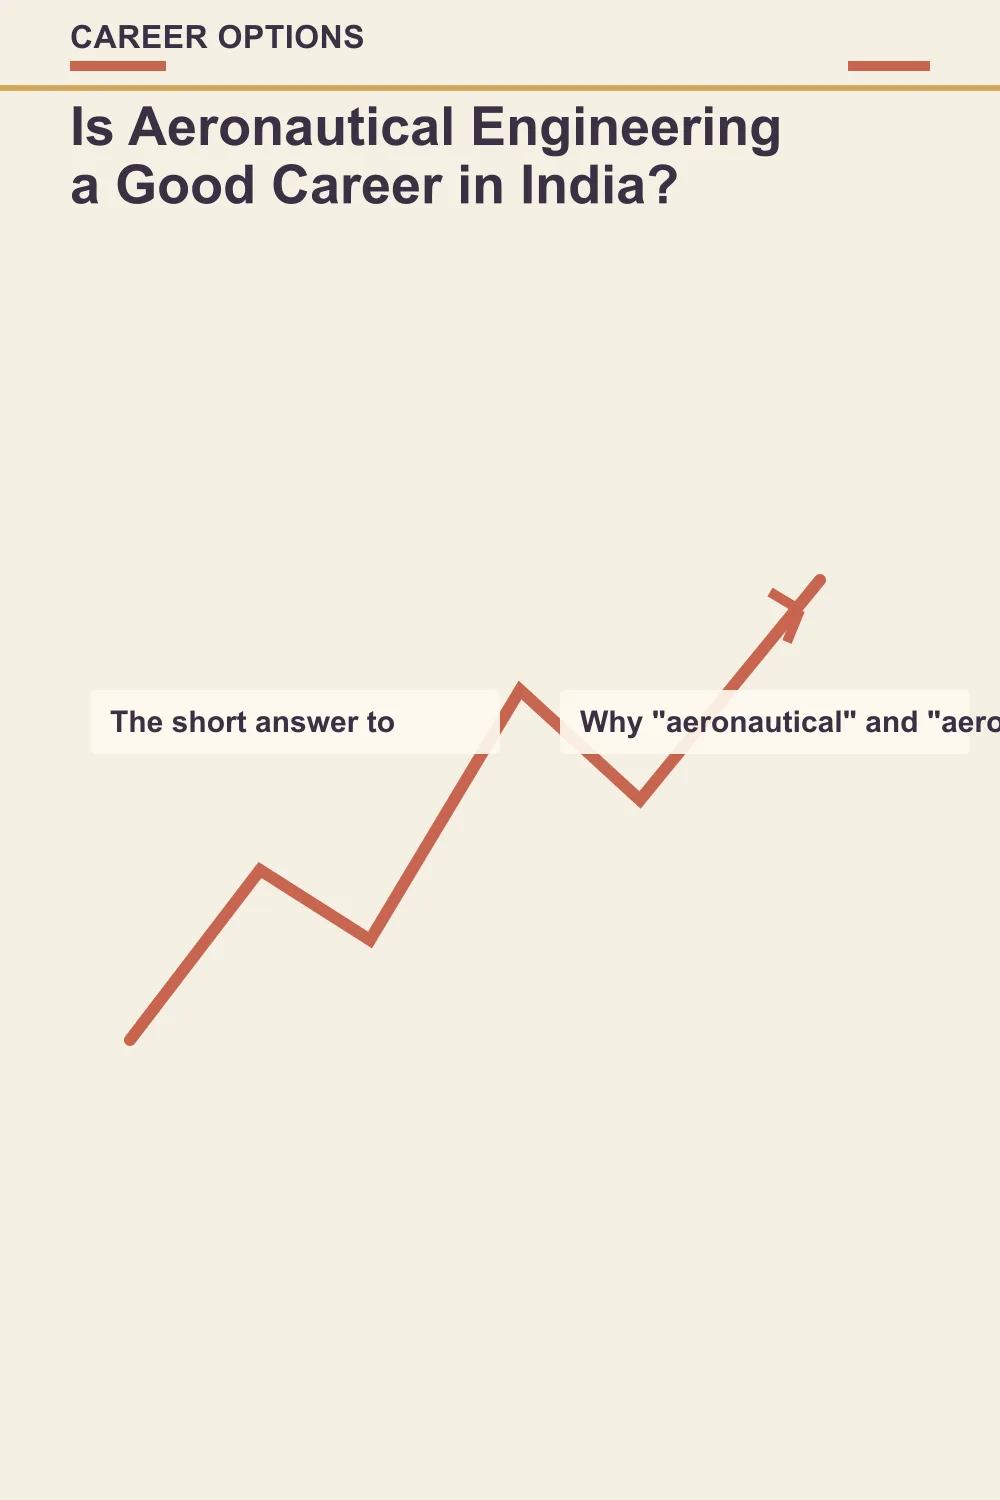 CAREER OPTIONS
Is Aeronautical Engineering
a Good Career in India?
The short answer to
Why "aeronautical" and "aero